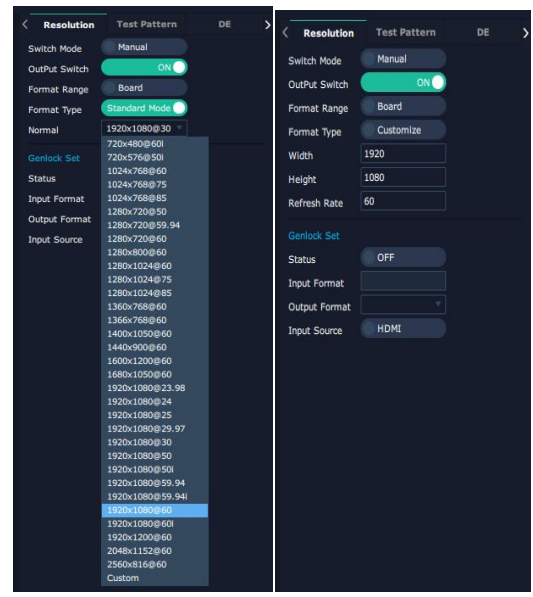 Resolution Test Pattern DE
Switch Mode Manual
OutPut Switch ON
Format Range Board
Format Type Standard Mode
Normal 1920x1080@30
720x480@60i
720x576@50i
1024x768@60
1024x768@75
1024x768@85
1280x720@50
1280x720@59.94
1280x720@60
1280x800@60
1280x1024@60
1280x1024@75
1280x1024@85
1360x768@60
1366x768@60
1400x1050@60
1440x900@60
1600x1200@60
1680x1050@60
1920x1080@23.98
1920x1080@24
1920x1080@25
1920x1080@29.97
1920x1080@30
1920x1080@50
1920x1080@50i
1920x1080@59.94
1920x1080@59.94i
1920x1080@60
1920x1080@60i
1920x1200@60
2048x1152@60
2560x816@60
Custom
Genlock Set
Status
Input Format
Output Format
Input Source
Resolution Test Pattern DE
Switch Mode Manual
OutPut Switch ON
Format Range Board
Format Type Customize
Width 1920
Height 1080
Refresh Rate 60
Genlock Set
Status OFF
Input Format
Output Format
Input Source HDMI